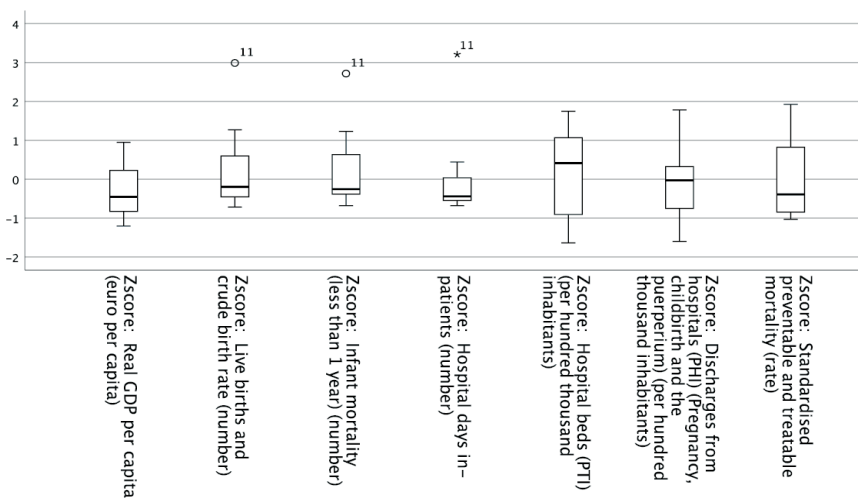 4
3
2
1
0
-1
-2
11
11
11
Zscore: Real GDP per capita
(euro per capita)
Zscore: Live births and
crude birth rate (number)
Zscore: Infant mortality
(less than 1 year) (number)
Zscore: Hospital days in-
patients (number)
Zscore: Hospital beds (PTI)
(per hundred thousand
inhabitants)
Zscore: Discharges from
hospitals (PHI) (Pregnancy,
childbirth and the
puerperium) (per hundred
thousand inhabitants)
Zscore: Standardised
preventable and treatable
mortality (rate)